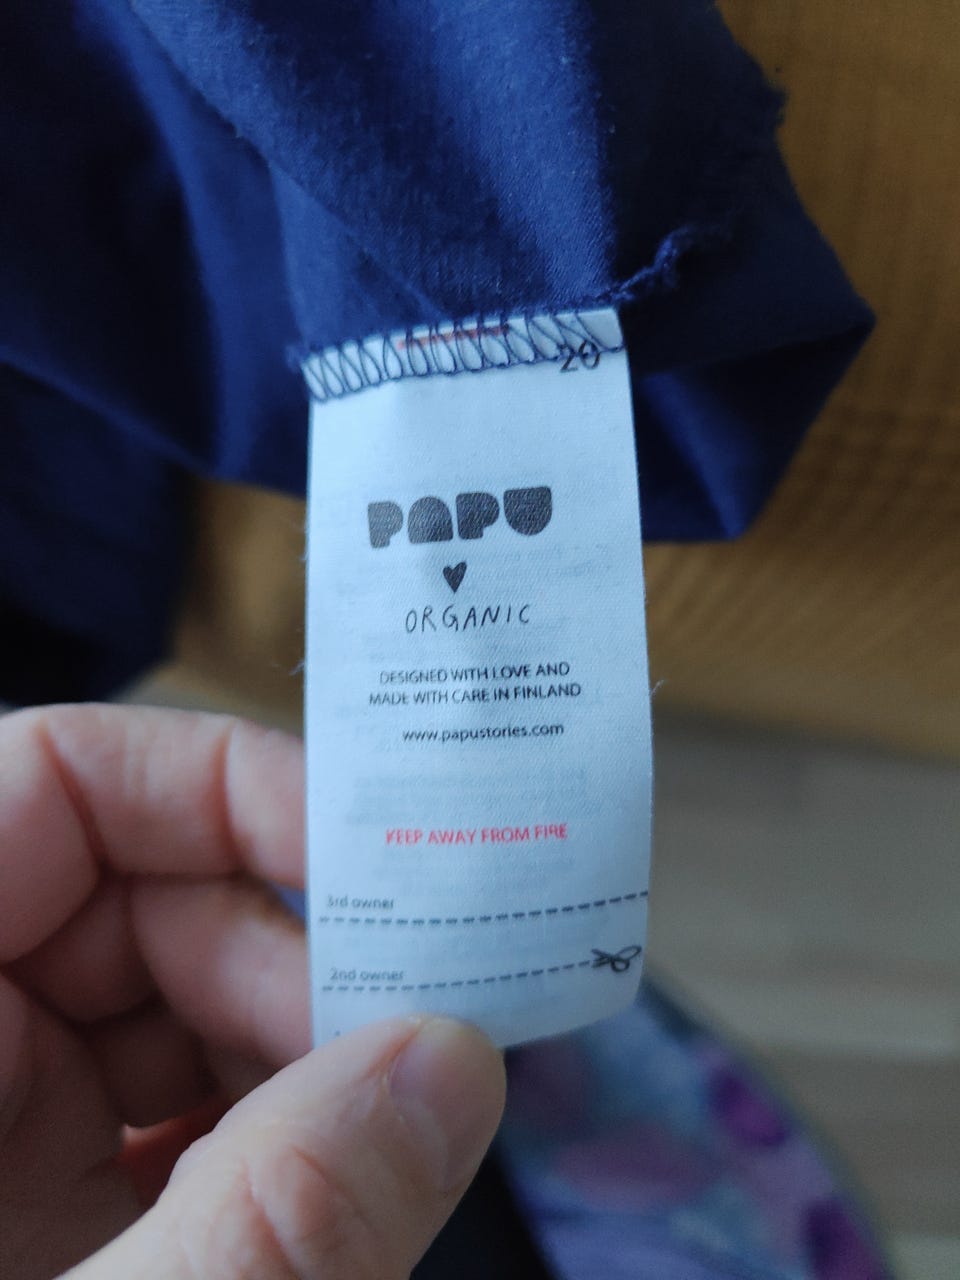 20
PAPU
ORGANIC
DESIGNED WITH LOVE AND
MADE WITH CARE IN FINLAND
www.papustories.com
KEEP AWAY FROM FIRE
3rd owner
2nd owner